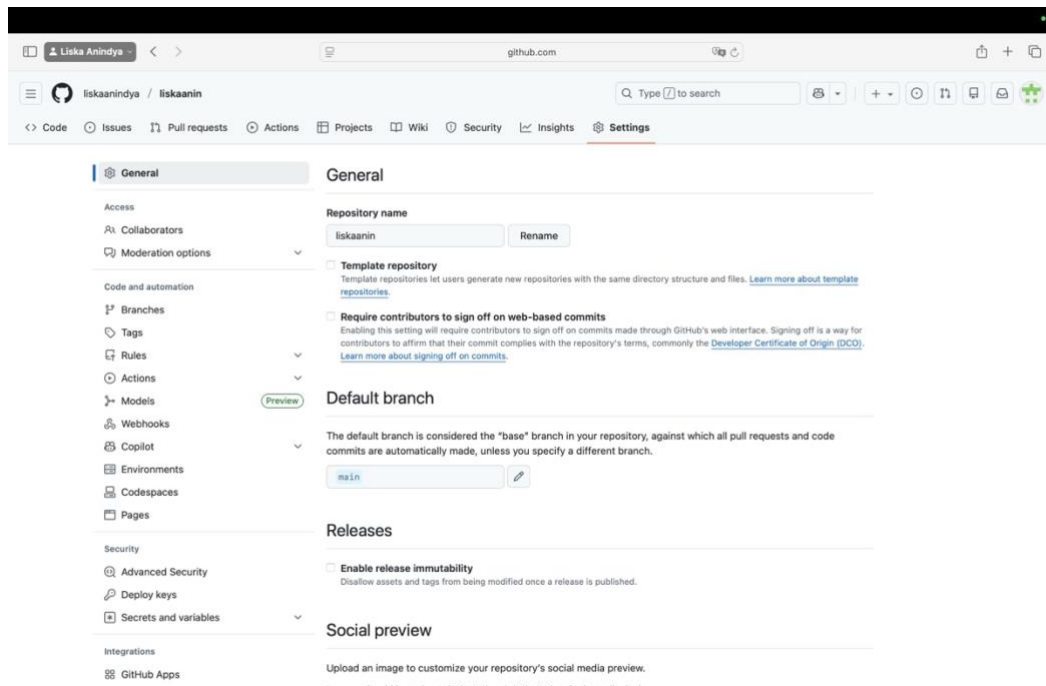 Liska Anindya
github.com
liskaanindya / liskaanin
Type / to search
Code Issues Pull requests Actions Projects Wiki Security Insights Settings
General
Access
Collaborators
Moderation options
Code and automation
Branches
Tags
Rules
Actions
Models Preview
Webhooks
Copilot
Environments
Codespaces
Pages
Security
Advanced Security
Deploy keys
Secrets and variables
Integrations
GitHub Apps
General
Repository name
liskaanin Rename
Template repository
Template repositories let users generate new repositories with the same directory structure and files. Learn more about template
repositories.
Require contributors to sign off on web-based commits
Enabling this setting will require contributors to sign off on commits made through GitHub's web interface. Signing off is a way for
contributors to affirm that their commit complies with the repository's terms, commonly the Developer Certificate of Origin (DCO).
Learn more about signing off on commits.
Default branch
The default branch is considered the "base" branch in your repository, against which all pull requests and code
commits are automatically made, unless you specify a different branch.
main
Releases
Enable release immutability
Disallow assets and tags from being modified once a release is published.
Social preview
Upload an image to customize your repository's social media preview.